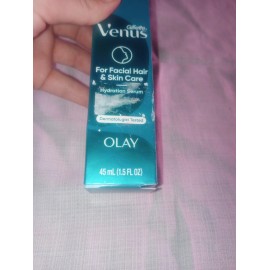 Gillette
Venus
For Facial Hair
& Skin Care
Hydration Serum
Dermatologist Tested
OLAY
45 mL (1.5 FL OZ)